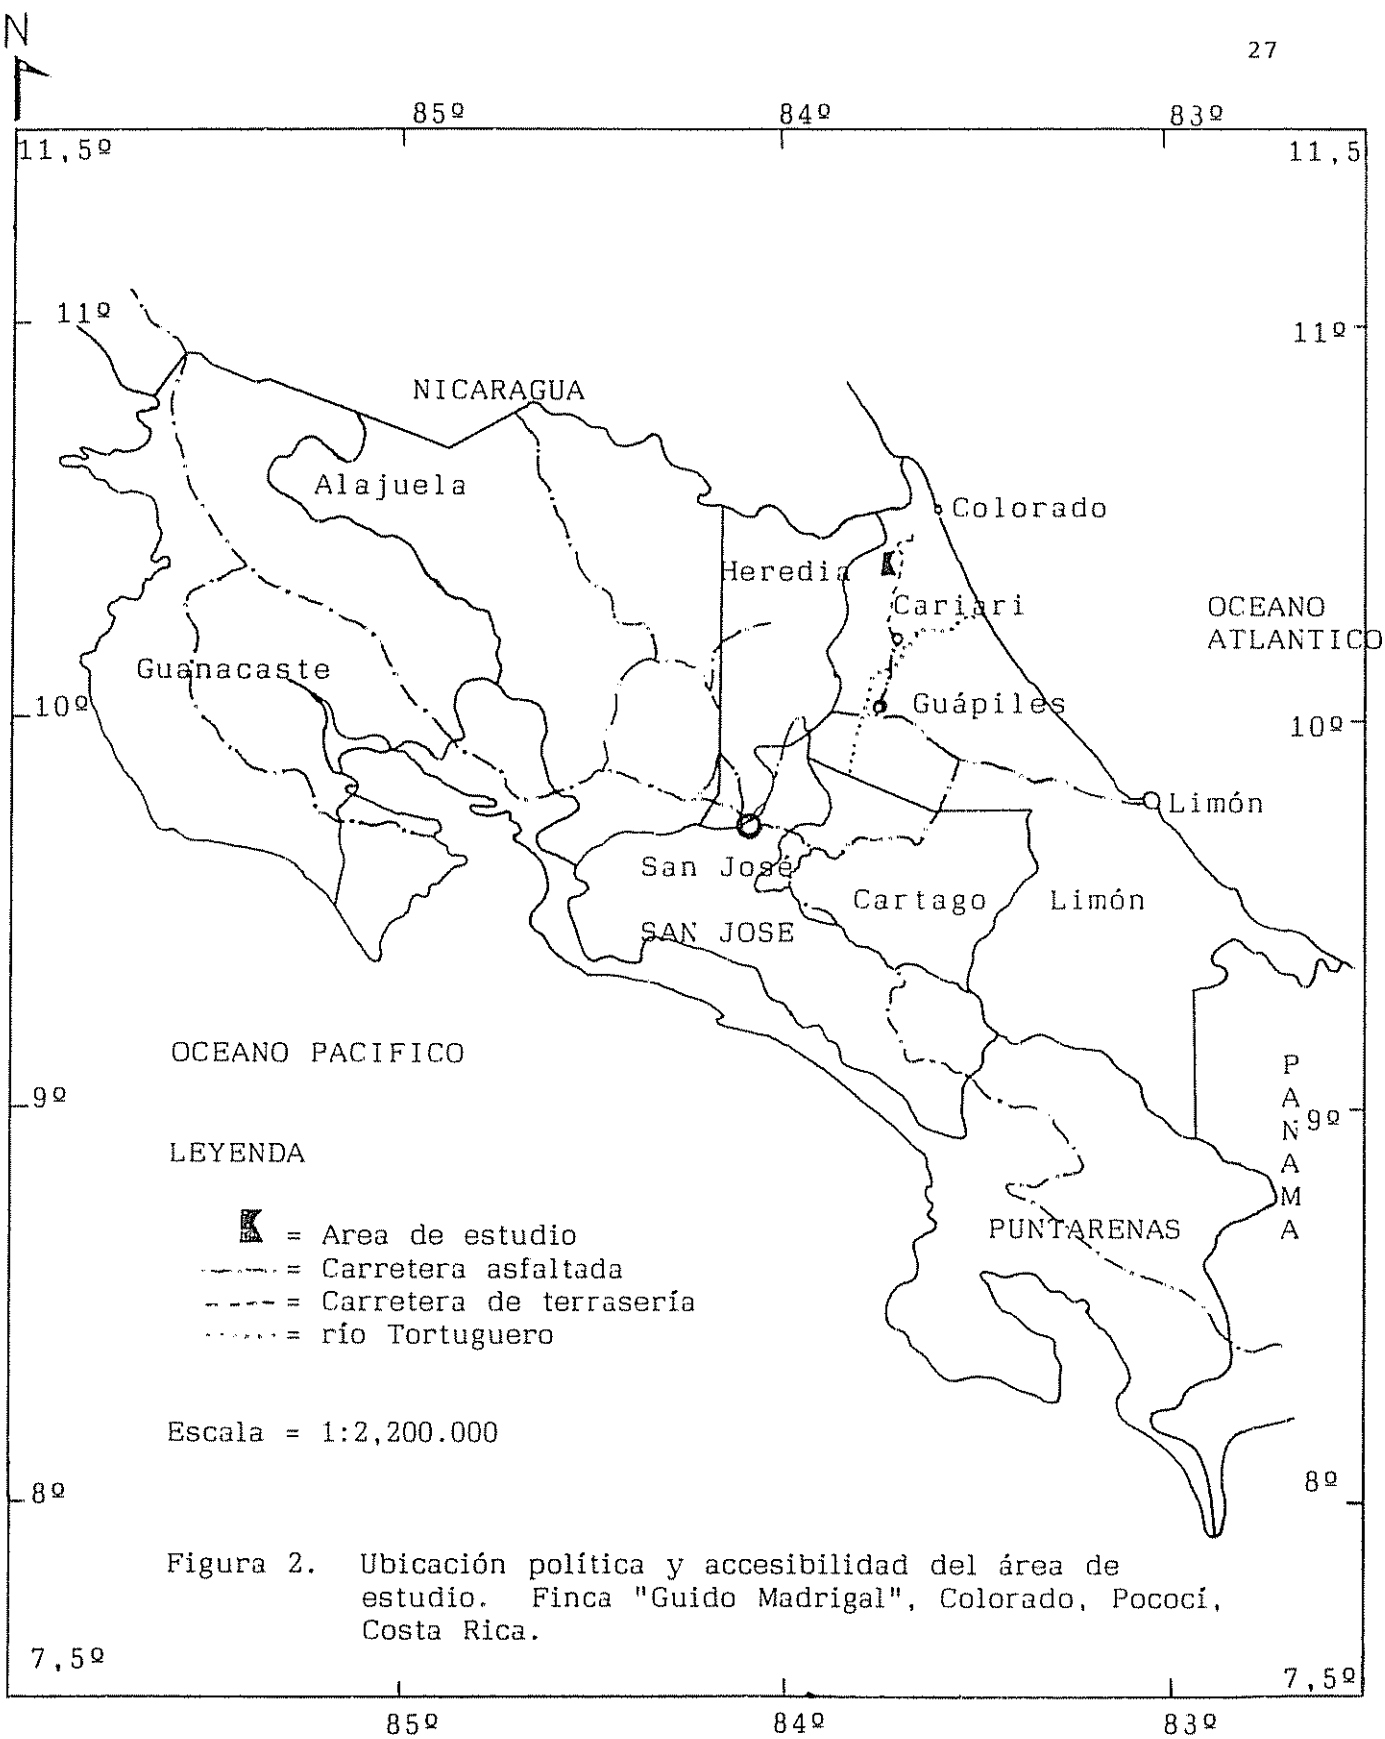 N
27
85º 84º 83º
11,5º 11,5
11º
11º
NICARAGUA
Alajuela
Colorado
Heredia
Cariari
OCEANO
ATLANTICO
Guanacaste
10º
Guápiles
10º
Limón
San José
Cartago
Limón
SAN JOSE
OCEANO PACIFICO
P
A
N
A
M
A
9º
9º
LEYENDA
PUNTARENAS
= Area de estudio
= Carretera asfaltada
= Carretera de terrasería
= río Tortuguero
Escala = 1:2,200.000
8º
8º
Figura 2. Ubicación política y accesibilidad del área de
estudio. Finca "Guido Madrigal", Colorado, Pococí,
Costa Rica.
7,5º
7,5º
85º 84º 83º